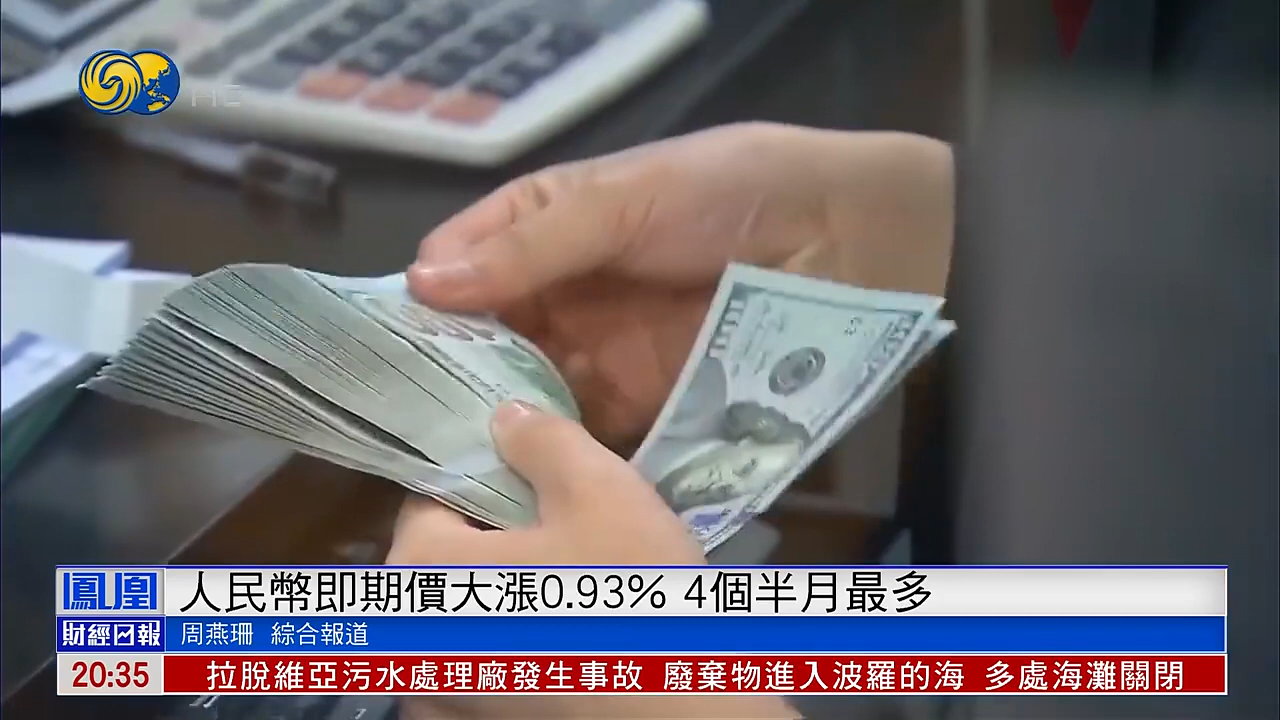 鳳凰
人民幣即期價大漲0.93% 4個半月最多
財經日報
周燕珊 綜合報道
20:35
拉脫維亞污水處理廠發生事故 廢棄物進入波羅的海 多處海灘關閉